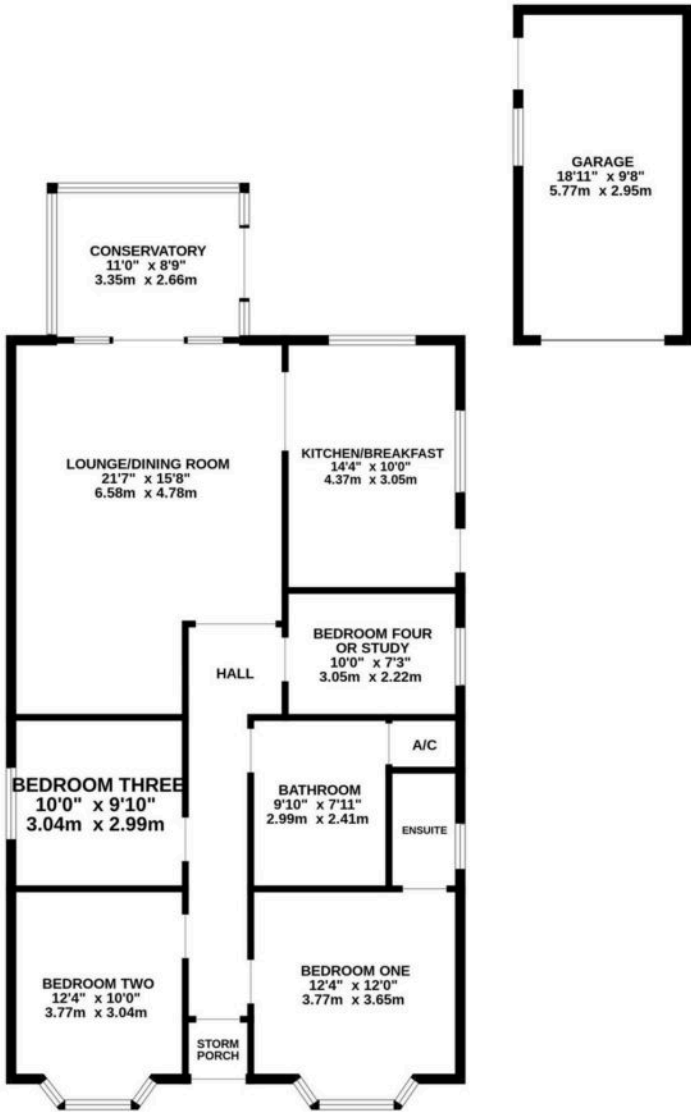 GARAGE
18'11" x 9'8"
5.77m x 2.95m
CONSERVATORY
11'0" x 8'9"
3.35m x 2.66m
LOUNGE/DINING ROOM
21'7" x 15'8"
6.58m x 4.78m
KITCHEN/BREAKFAST
14'4" x 10'0"
4.37m x 3.05m
BEDROOM FOUR
OR STUDY
10'0" x 7'3"
3.05m x 2.22m
HALL
A/C
BEDROOM THREE
10'0" x 9'10"
3.04m x 2.99m
BATHROOM
9'10" x 7'11"
2.99m x 2.41m
ENSUITE
BEDROOM TWO
12'4" x 10'0"
3.77m x 3.04m
BEDROOM ONE
12'4" x 12'0"
3.77m x 3.65m
STORM
PORCH